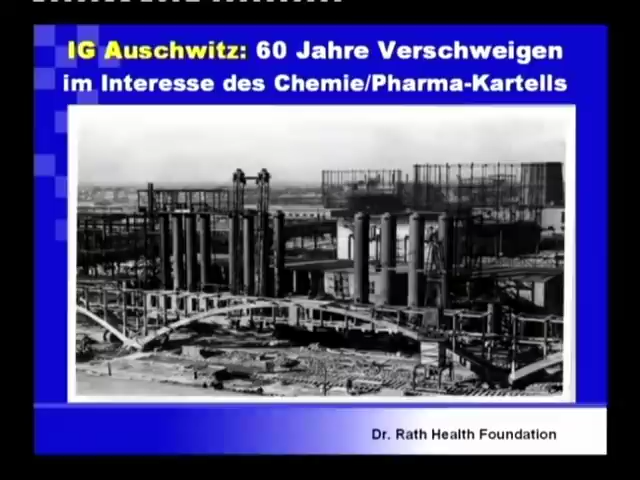 IG Auschwitz: 60 Jahre Verschweigen
im Interesse des Chemie/Pharma-Kartells
Dr. Rath Health Foundation